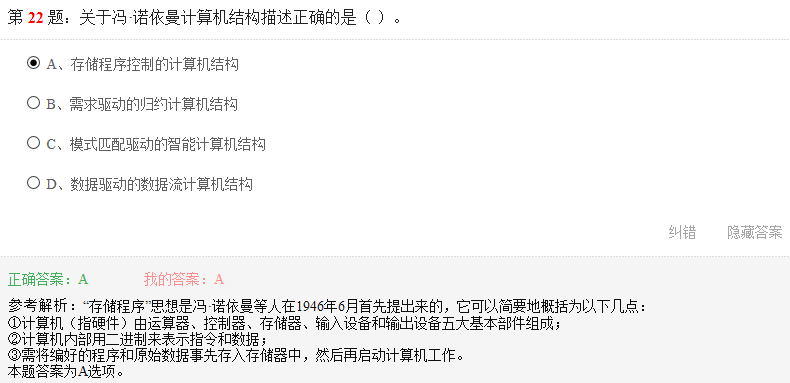 第 22 题：关于冯·诺依曼计算机结构描述正确的是（ ）。
A、存储程序控制的计算机结构
B、需求驱动的归约计算机结构
C、模式匹配驱动的智能计算机结构
D、数据驱动的数据流计算机结构
纠错 隐藏答案
正确答案：A 我的答案：A
参考解析：“存储程序”思想是冯·诺依曼等人在1946年6月首先提出来的，它可以简要地概括为以下几点：
①计算机（指硬件）由运算器、控制器、存储器、输入设备和输出设备五大基本部件组成；
②计算机内部用二进制来表示指令和数据；
③需将编好的程序和原始数据事先存入存储器中，然后再启动计算机工作。
本题答案为A选项。